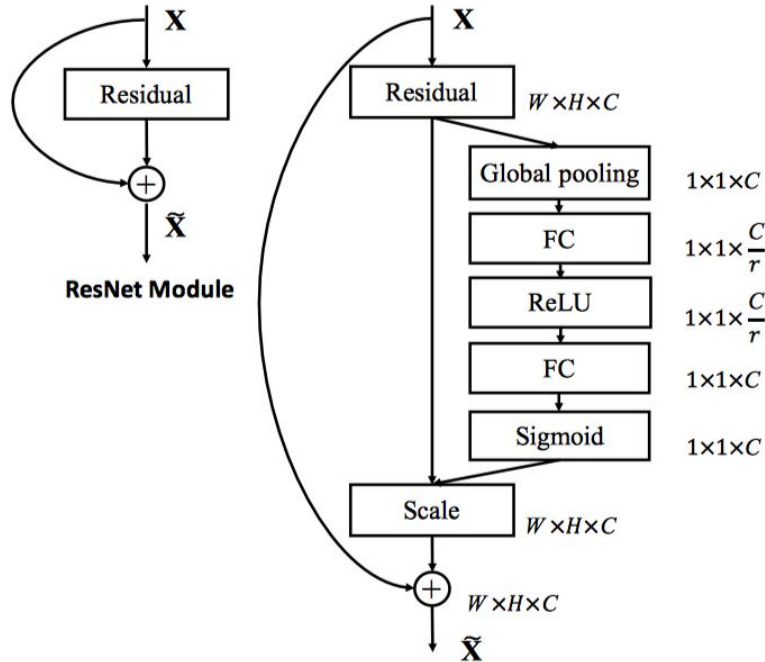 X
Residual
+
X̃
ResNet Module
X
Residual
W×H×C
Global pooling
1×1×C
FC
1×1×C/r
ReLU
1×1×C/r
FC
1×1×C
Sigmoid
1×1×C
Scale
W×H×C
+
W×H×C
X̃